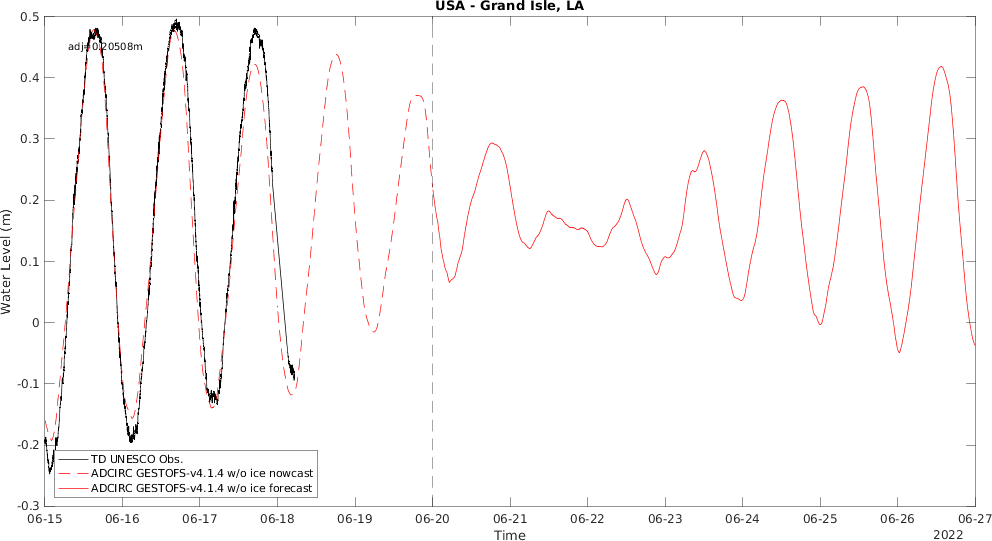 USA - Grand Isle, LA
adj=0.20508m
Water Level (m)
0.5
0.4
0.3
0.2
0.1
0
-0.1
-0.2
-0.3
TD UNESCO Obs.
ADCIRC GESTOFS-v4.1.4 w/o ice nowcast
ADCIRC GESTOFS-v4.1.4 w/o ice forecast
06-15 06-16 06-17 06-18 06-19 06-20 06-21 06-22 06-23 06-24 06-25 06-26 06-27
Time
2022